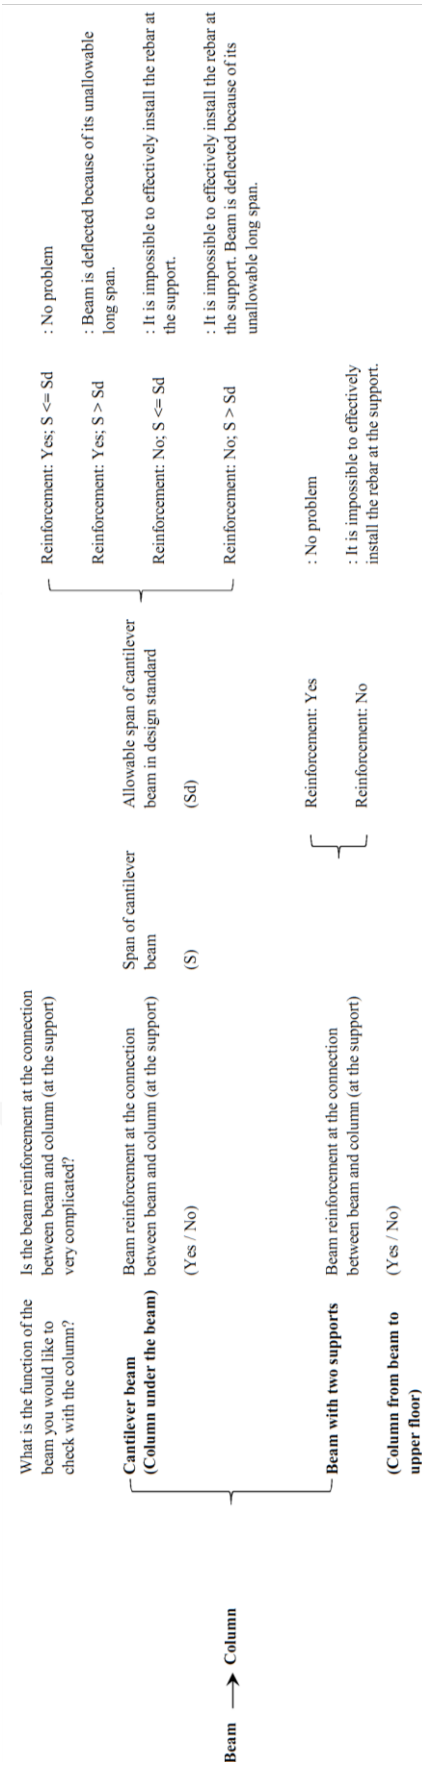 What is the function of the
beam you would like to
check with the column?
Is the beam reinforcement at the connection
between beam and column (at the support)
very complicated?
Beam → Column
Cantilever beam
(Column under the beam)
Beam reinforcement at the connection
between beam and column (at the support)
(Yes / No)
Span of cantilever
beam
(S)
Allowable span of cantilever
beam in design standard
(Sd)
Reinforcement: Yes; S <= Sd
: No problem
Reinforcement: Yes; S > Sd
: Beam is deflected because of its unallowable
long span.
Reinforcement: No; S <= Sd
: It is impossible to effectively install the rebar at
the support.
Reinforcement: No; S > Sd
: It is impossible to effectively install the rebar at
the support. Beam is deflected because of its
unallowable long span.
Beam with two supports
(Column from beam to
upper floor)
Beam reinforcement at the connection
between beam and column (at the support)
(Yes / No)
Reinforcement: Yes
: No problem
Reinforcement: No
: It is impossible to effectively
install the rebar at the support.